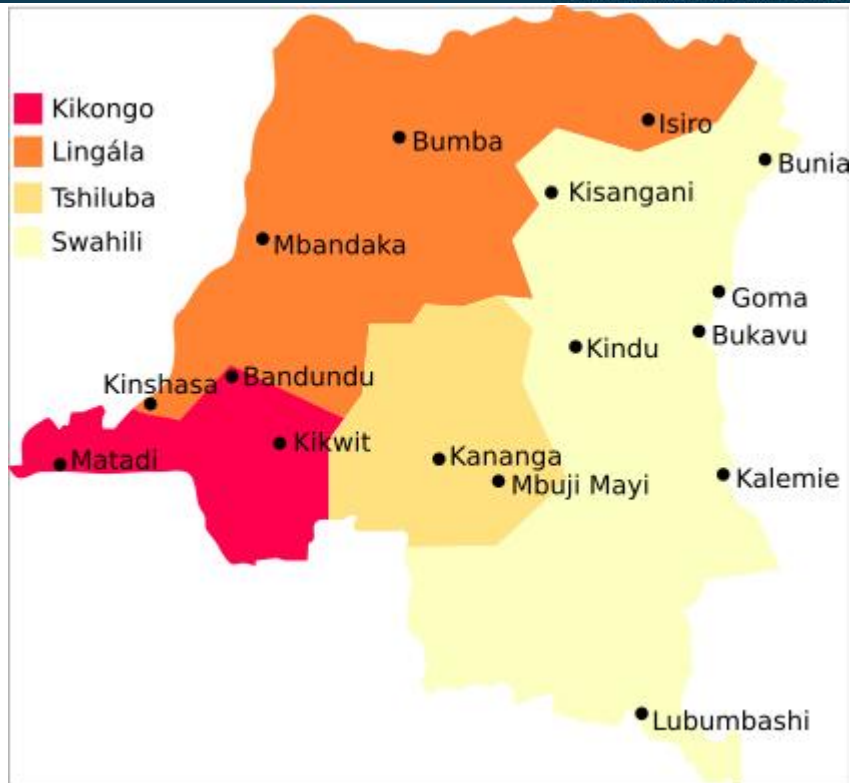 Kikongo
Lingála
Tshiluba
Swahili
Isiro
Bumba
Bunia
Kisangani
Mbandaka
Goma
Bukavu
Kindu
Bandundu
Kinshasa
Kikwit
Matadi
Kananga
Mbuji Mayi
Kalemie
Lubumbashi